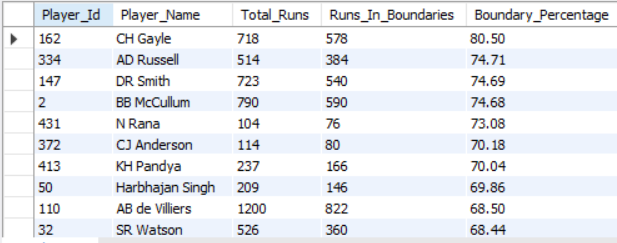 Player_Id Player_Name Total_Runs Runs_In_Boundaries Boundary_Percentage
162 CH Gayle 718 578 80.50
334 AD Russell 514 384 74.71
147 DR Smith 723 540 74.69
2 BB McCullum 790 590 74.68
431 N Rana 104 76 73.08
372 CJ Anderson 114 80 70.18
413 KH Pandya 237 166 70.04
50 Harbhajan Singh 209 146 69.86
110 AB de Villiers 1200 822 68.50
32 SR Watson 526 360 68.44